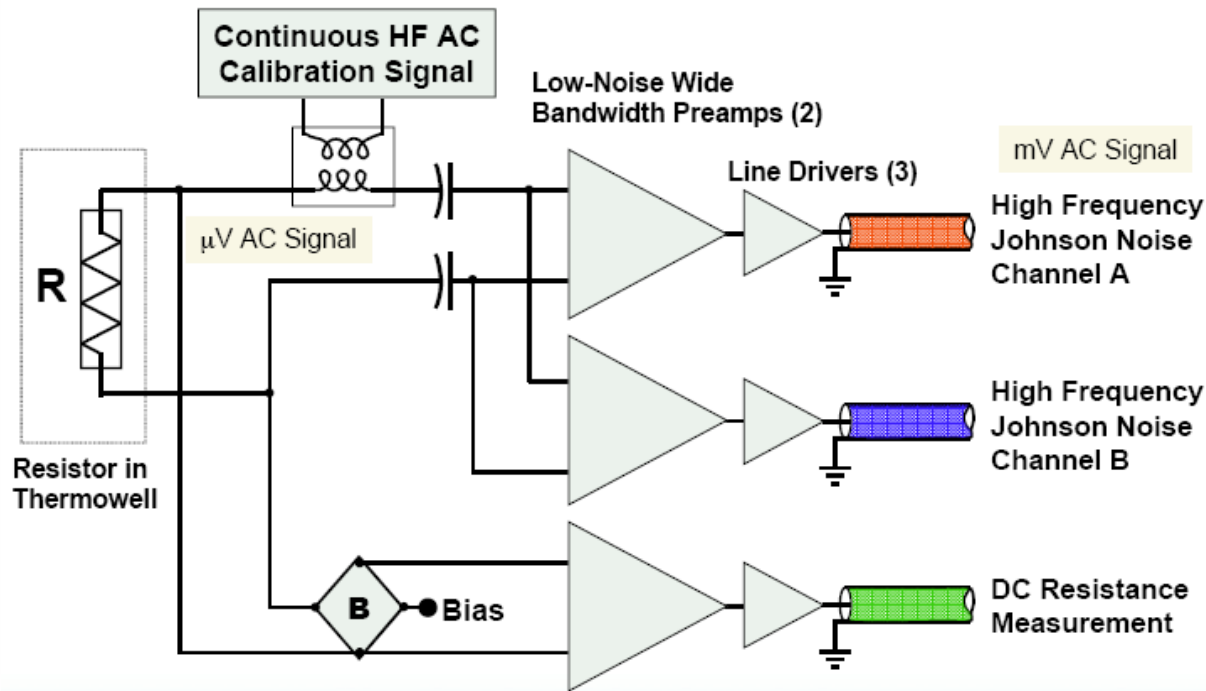 Continuous HF AC
Calibration Signal
Low-Noise Wide
Bandwidth Preamps (2)
mV AC Signal
Line Drivers (3)
High Frequency
Johnson Noise
Channel A
μV AC Signal
R
High Frequency
Johnson Noise
Channel B
Resistor in
Thermowell
B
Bias
DC Resistance
Measurement